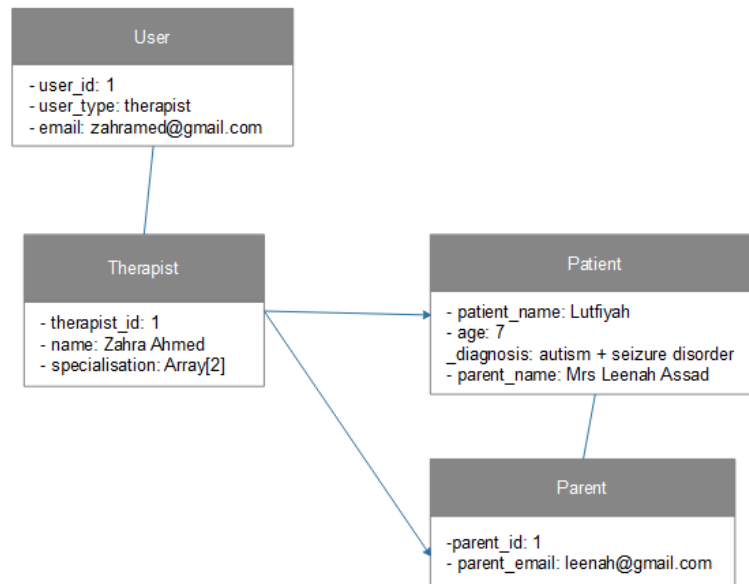 User
- user_id: 1
- user_type: therapist
- email: zahramed@gmail.com
Therapist
- therapist_id: 1
- name: Zahra Ahmed
- specialisation: Array[2]
Patient
- patient_name: Lutfiyah
- age: 7
_diagnosis: autism + seizure disorder
- parent_name: Mrs Leenah Assad
Parent
-parent_id: 1
- parent_email: leenah@gmail.com